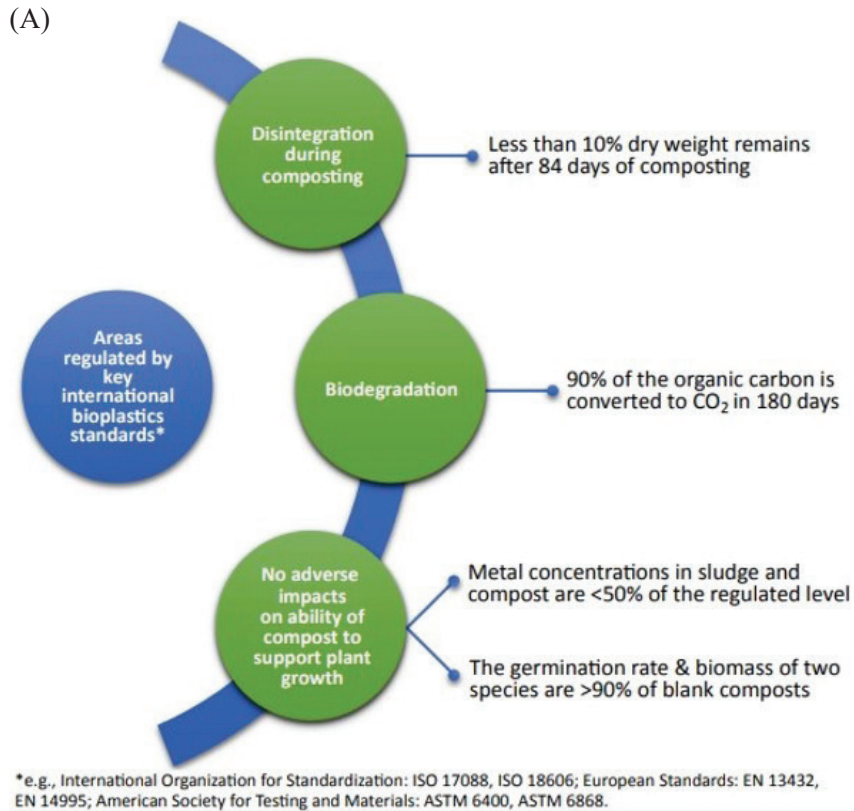 (A)
Disintegration
during
composting
Less than 10% dry weight remains
after 84 days of composting
Areas
regulated by
key
international
bioplastics
standards*
Biodegradation
90% of the organic carbon is
converted to CO₂ in 180 days
No adverse
impacts
on ability of
compost to
support plant
growth
Metal concentrations in sludge and
compost are <50% of the regulated level
The germination rate & biomass of two
species are >90% of blank composts
*e.g., International Organization for Standardization: ISO 17088, ISO 18606; European Standards: EN 13432,
EN 14995; American Society for Testing and Materials: ASTM 6400, ASTM 6868.